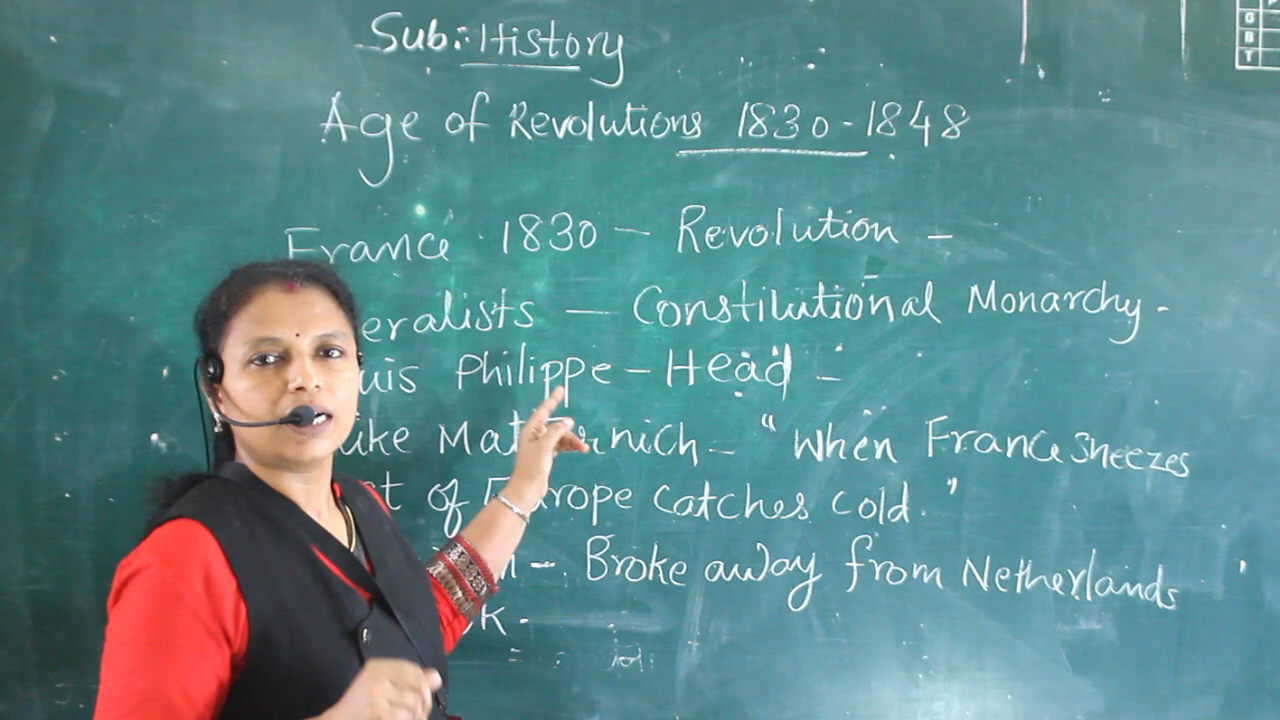 Sub: History
Age of Revolutions 1830-1848
France 1830 - Revolution -
eralists - Constitutional Monarchy.
uis Philippe - Head -
uke Mat rnich - "When France Sneezes
t of Europe catches cold."
- Broke away from Netherlands
K.
G
B
T